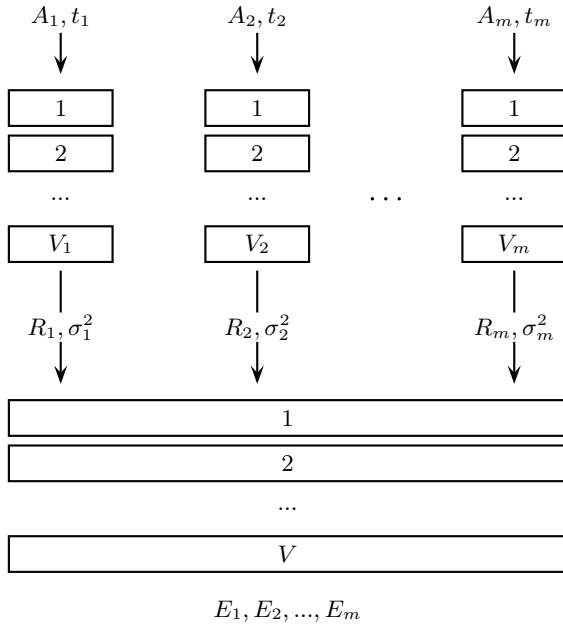 A_1, t_1 A_2, t_2 A_m, t_m
1 1 1
2 2 2
... ... . . . ...
V_1 V_2 V_m
R_1, σ_1^2 R_2, σ_2^2 R_m, σ_m^2
1
2
...
V
E_1, E_2, ..., E_m